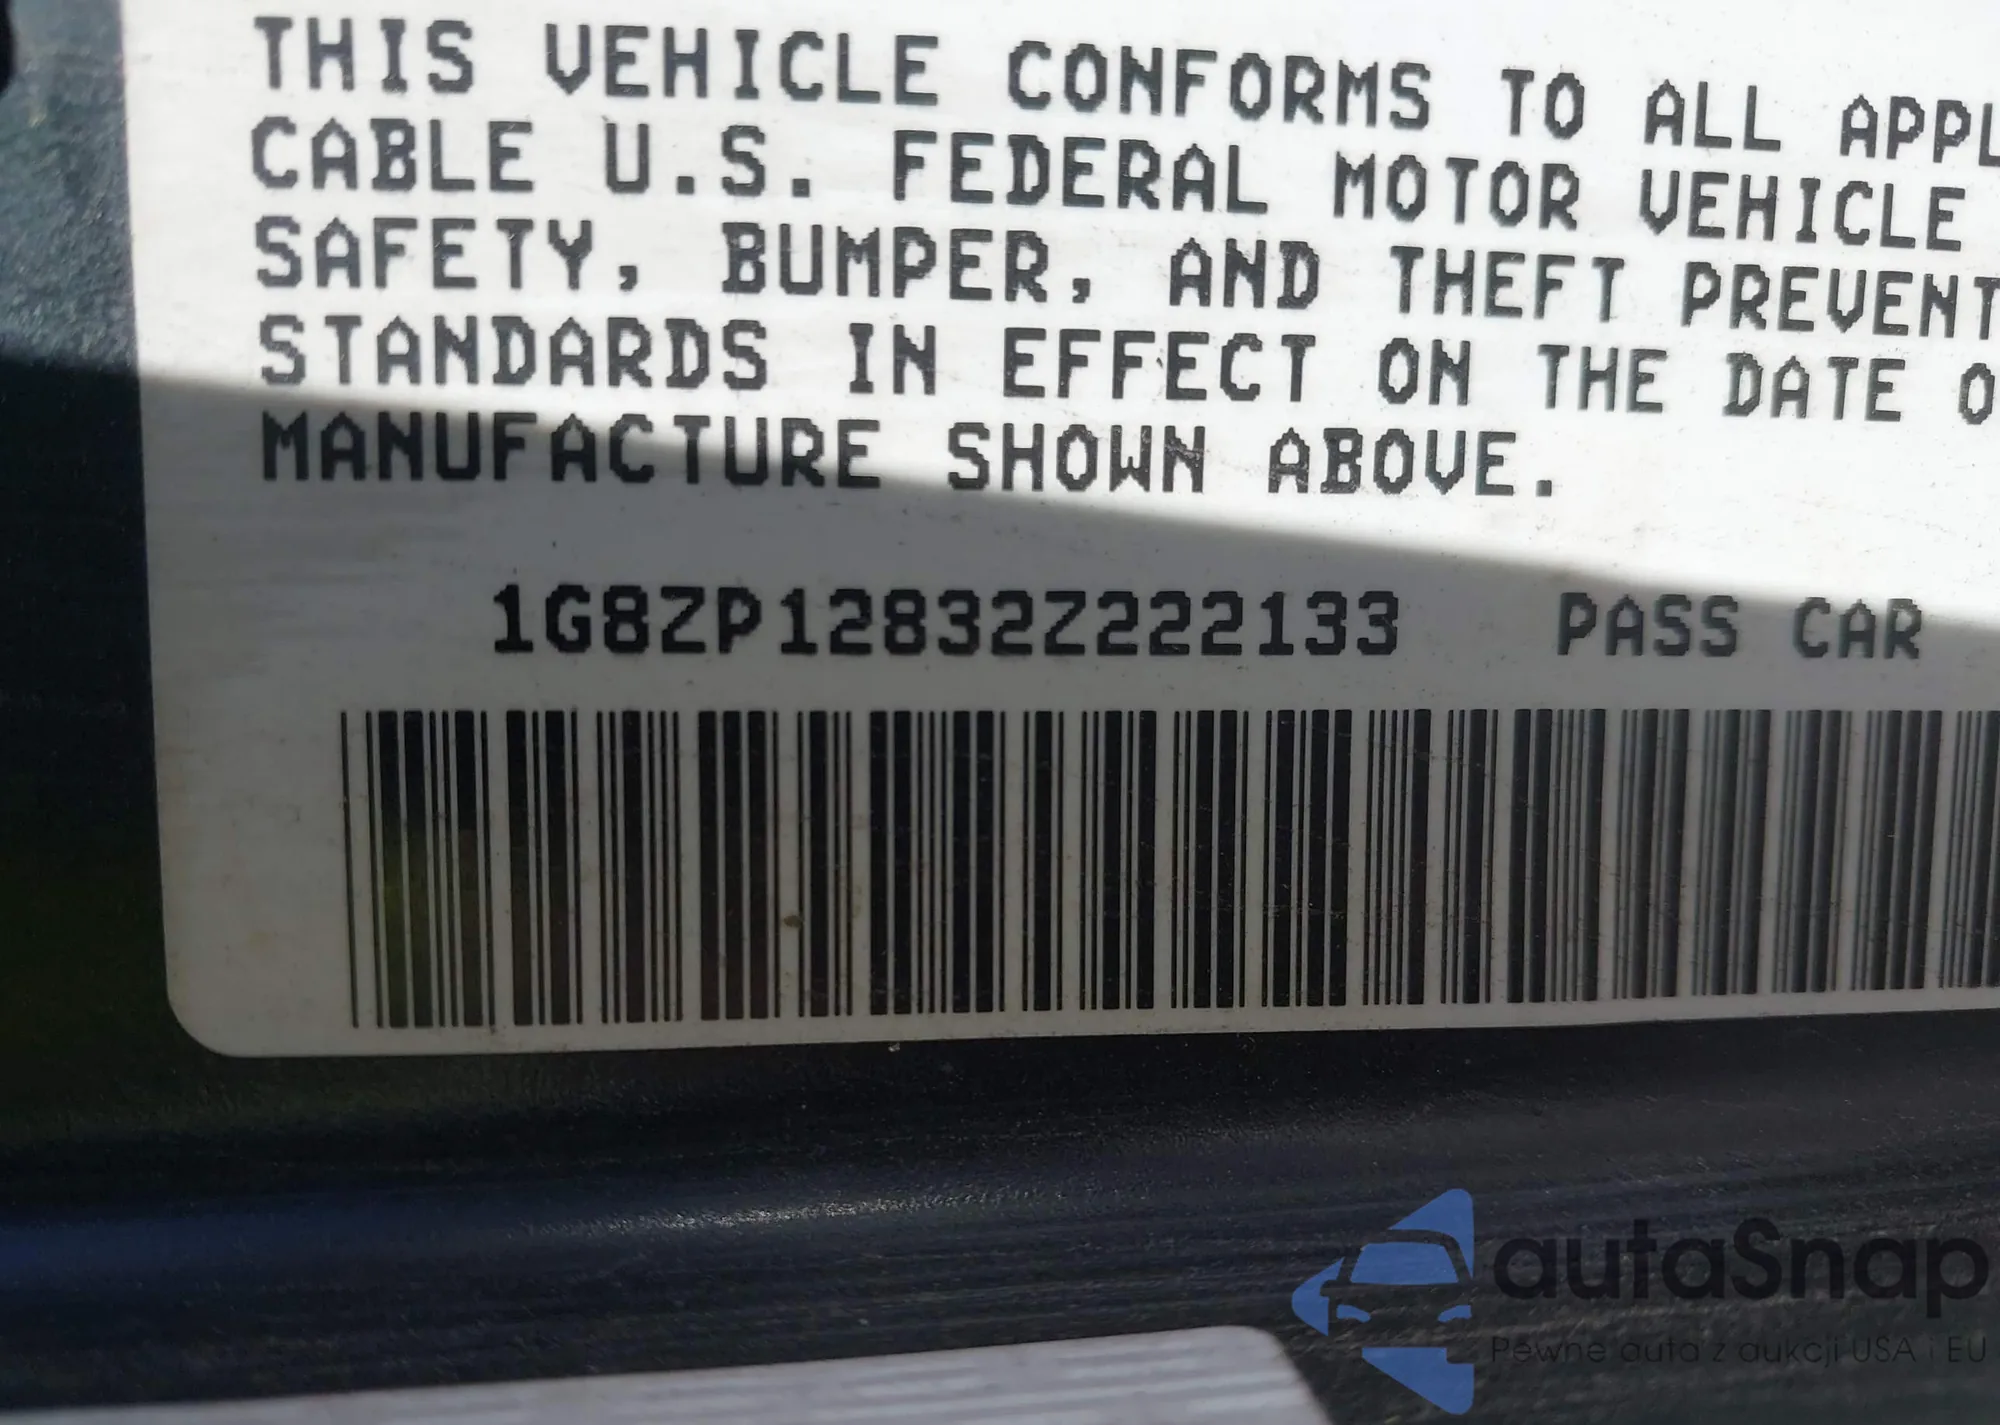 THIS VEHICLE CONFORMS TO ALL APPL
CABLE U.S. FEDERAL MOTOR VEHICLE
SAFETY, BUMPER, AND THEFT PREVENT
STANDARDS IN EFFECT ON THE DATE O
MANUFACTURE SHOWN ABOVE.
1G8ZP12832Z222133 PASS CAR
autaSnap
Pewne auta z aukcji USA i EU